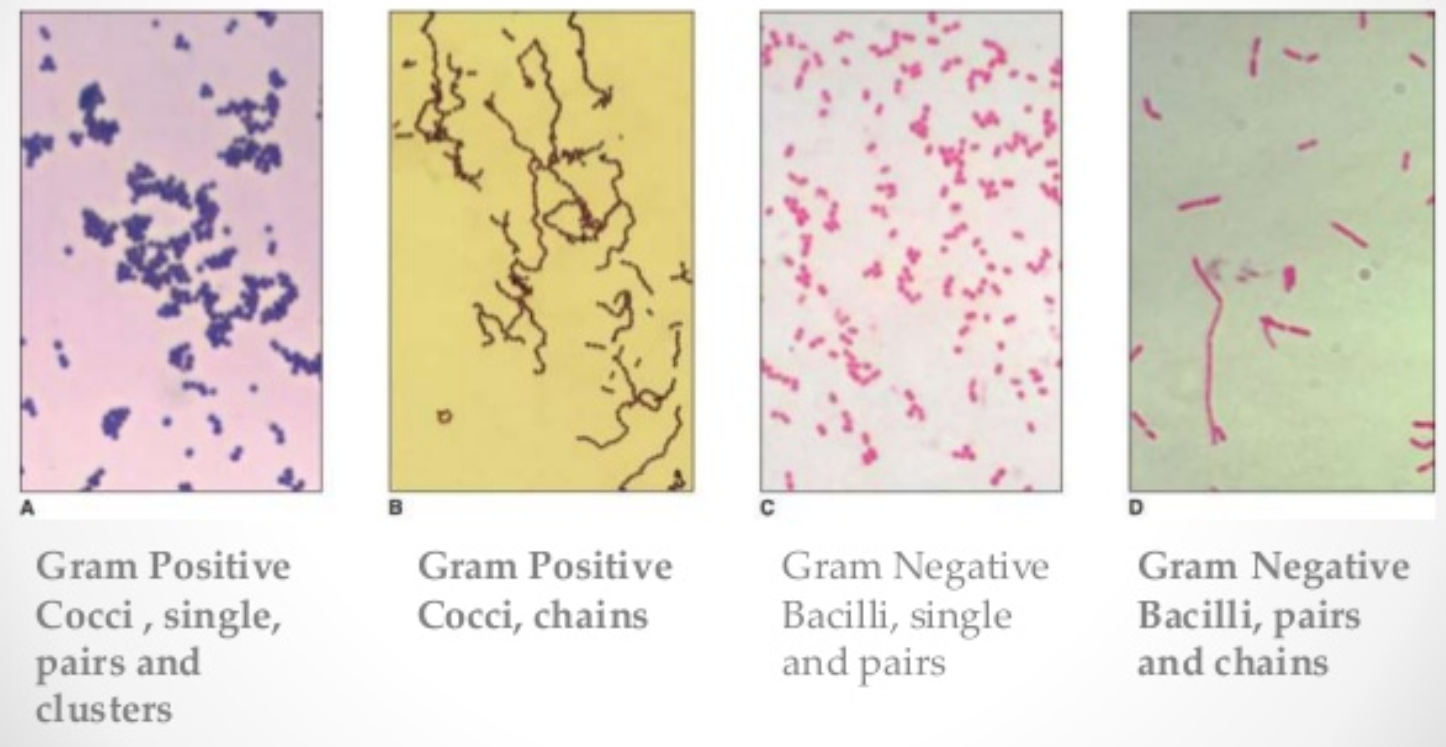 A
B
C
D
Gram Positive
Cocci , single,
pairs and
clusters
Gram Positive
Cocci, chains
Gram Negative
Bacilli, single
and pairs
Gram Negative
Bacilli, pairs
and chains